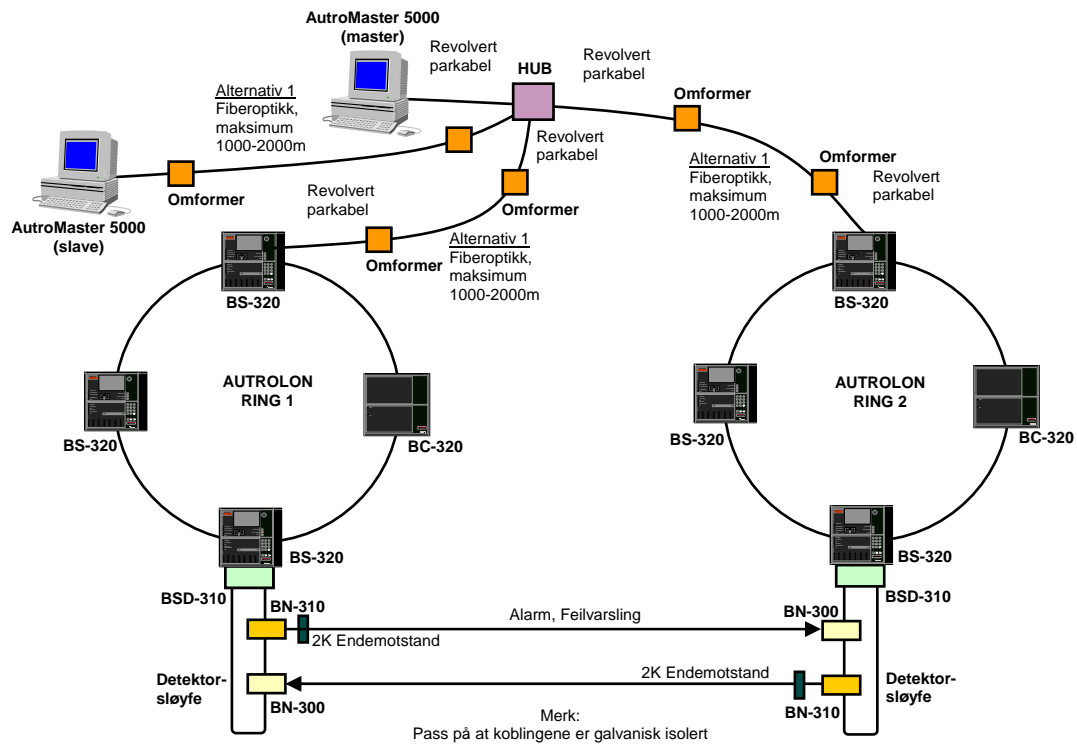 AutroMaster 5000
(master)
Revolvert
parkabel
HUB
Revolvert
parkabel
Alternativ 1
Fiberoptikk,
maksimum
1000-2000m
Omformer
Revolvert
parkabel
Alternativ 1
Fiberoptikk,
maksimum
1000-2000m
Omformer
Revolvert
parkabel
Omformer
Revolvert
parkabel
Omformer
AutroMaster 5000
(slave)
Omformer
Alternativ 1
Fiberoptikk,
maksimum
1000-2000m
BS-320
BS-320
AUTROLON
RING 1
AUTROLON
RING 2
BS-320
BC-320
BS-320
BC-320
BS-320
BS-320
BSD-310
BSD-310
BN-310
Alarm, Feilvarsling
BN-300
2K Endemotstand
2K Endemotstand
Detektor-
sløyfe
Detektor-
sløyfe
BN-300
BN-310
Merk:
Pass på at koblingene er galvanisk isolert